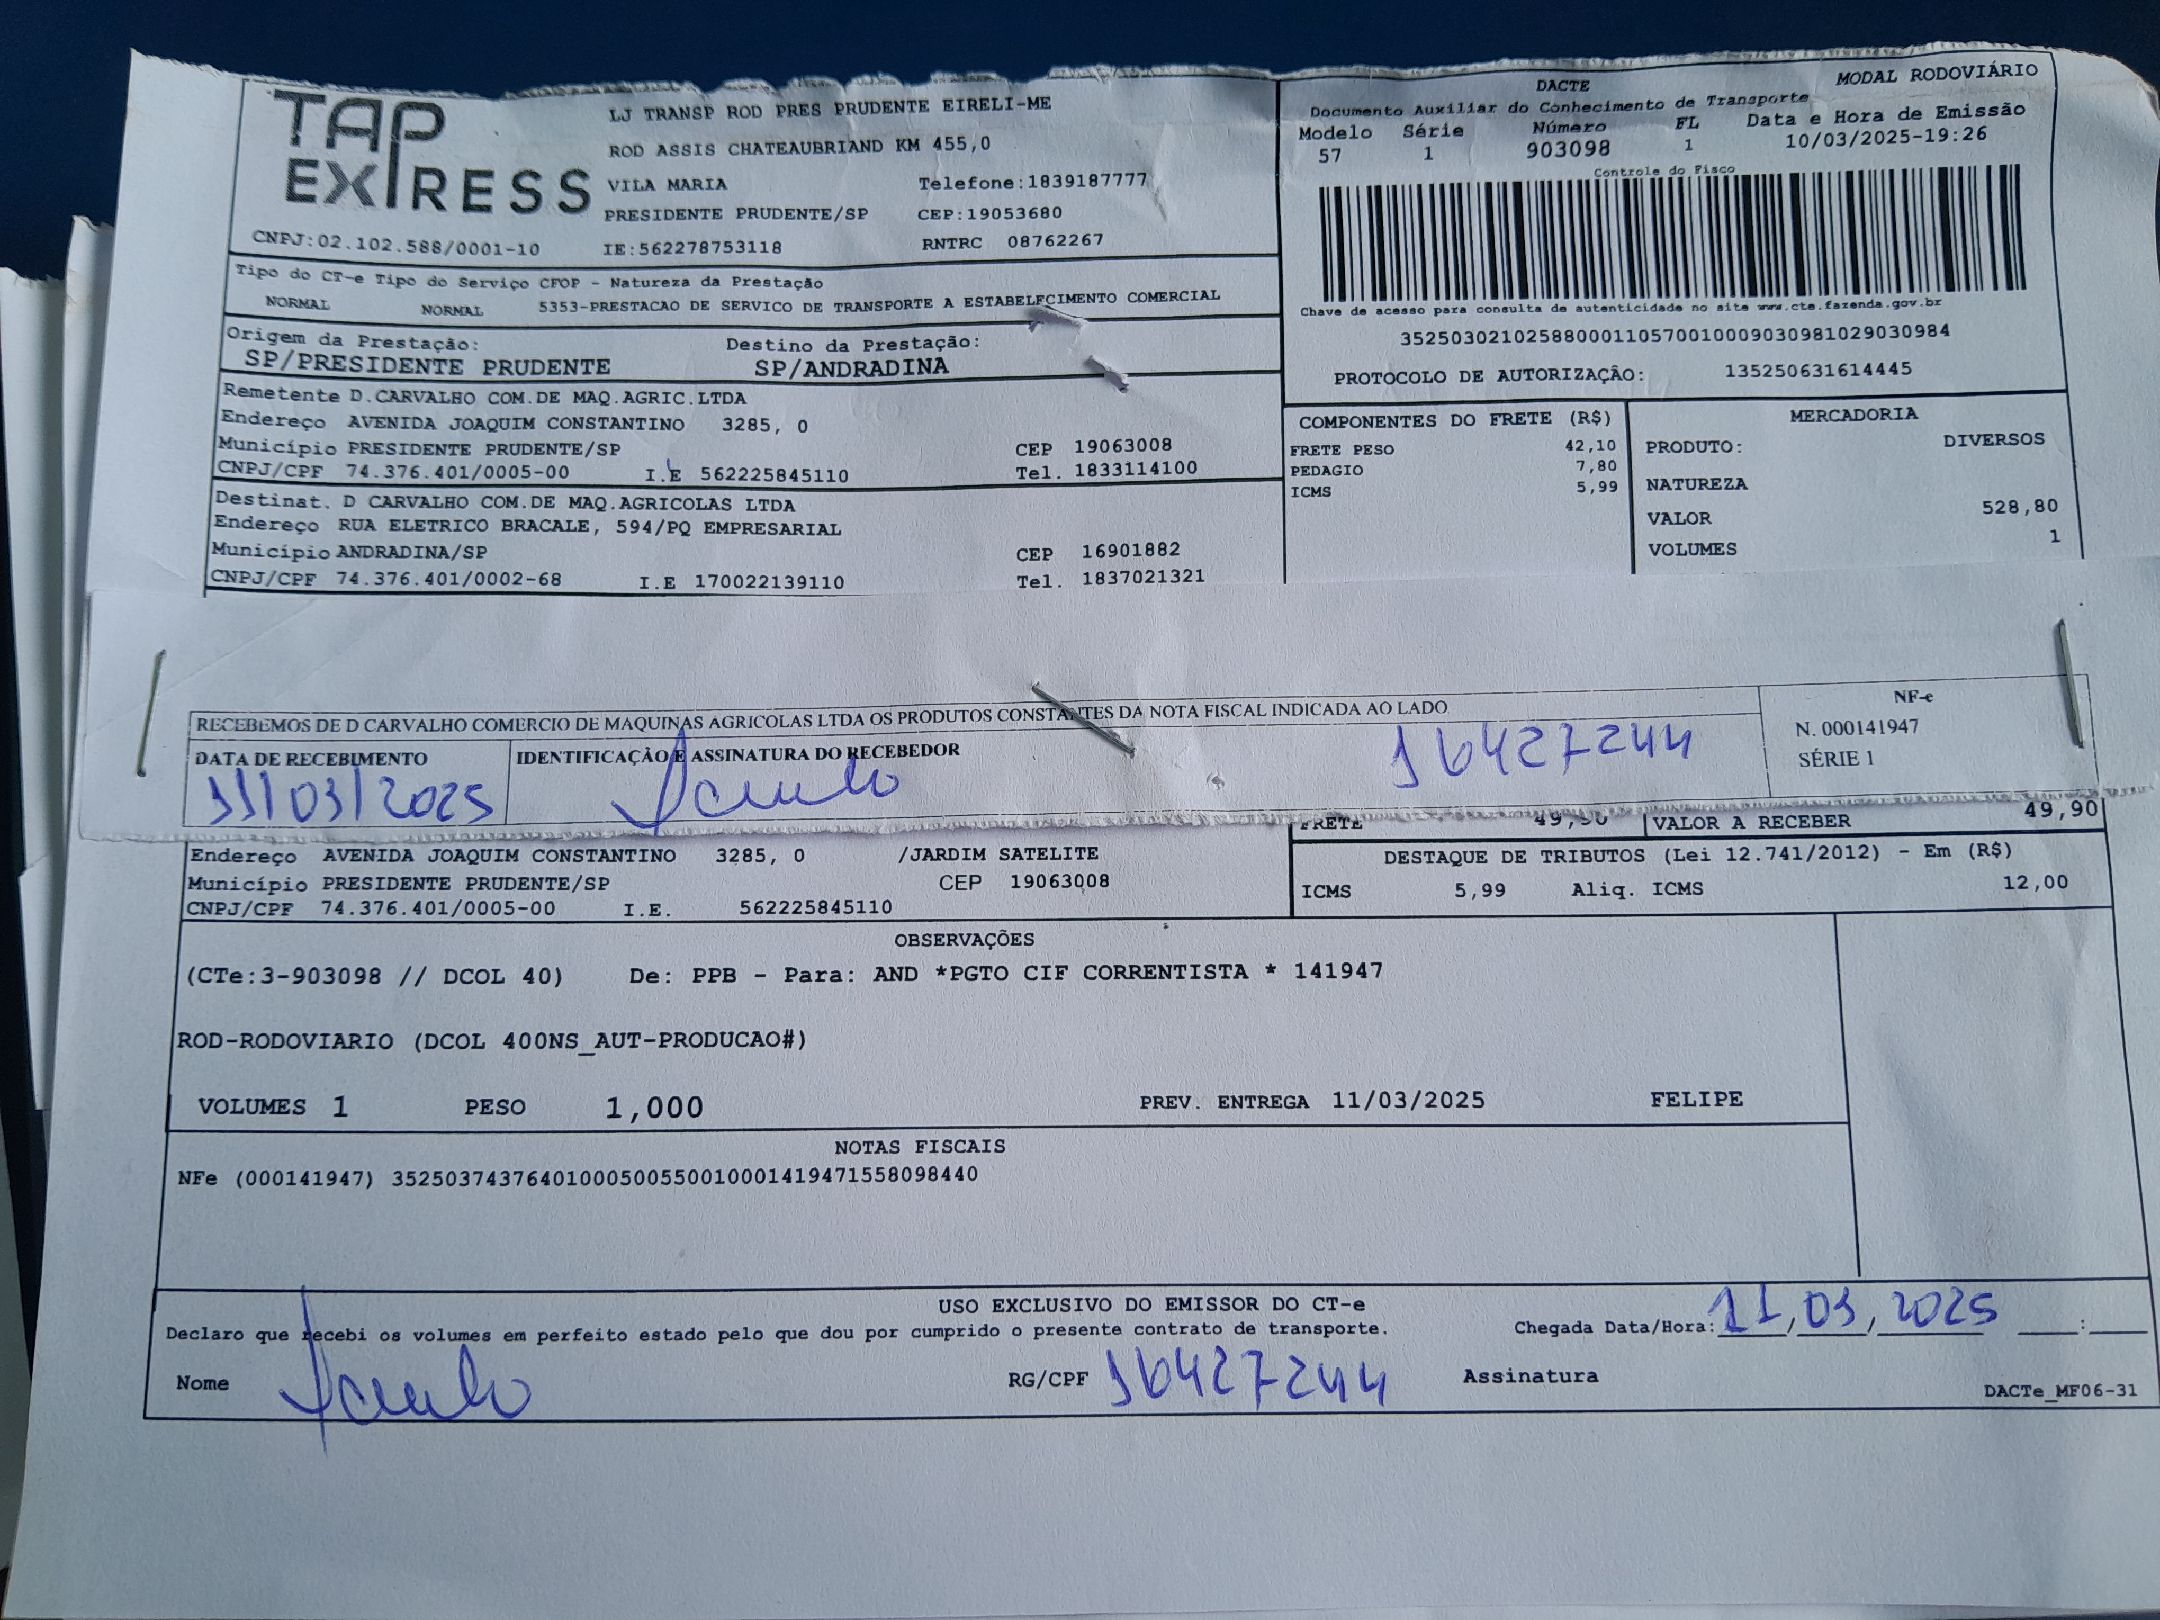 TAP
EXPRESS
LJ TRANSP ROD PRES PRUDENTE EIRELI-ME
ROD ASSIS CHATEAUBRIAND KM 455,0
VILA MARIA Telefone:1839187777
PRESIDENTE PRUDENTE/SP CEP:19053680
CNPJ:02.102.588/0001-10 IE:562278753118 RNTRC 08762267
DACTE MODAL RODOVIÁRIO
Documento Auxiliar do Conhecimento de Transporte
Modelo Série Número FL Data e Hora de Emissão
57 1 903098 1 10/03/2025-19:26
Controle do Fisco
Chave de acesso para consulta de autenticidade no site www.cte.fazenda.gov.br
35250302102588000110570010009030981029030984
PROTOCOLO DE AUTORIZAÇÃO: 135250631614445
Tipo do CT-e Tipo do Serviço CFOP - Natureza da Prestação
NORMAL NORMAL 5353-PRESTACAO DE SERVICO DE TRANSPORTE A ESTABELECIMENTO COMERCIAL
Origem da Prestação: Destino da Prestação:
SP/PRESIDENTE PRUDENTE SP/ANDRADINA
Remetente D.CARVALHO COM.DE MAQ.AGRIC.LTDA
Endereço AVENIDA JOAQUIM CONSTANTINO 3285, 0
Município PRESIDENTE PRUDENTE/SP CEP 19063008
CNPJ/CPF 74.376.401/0005-00 I.E 562225845110 Tel. 1833114100
Destinat. D CARVALHO COM.DE MAQ.AGRICOLAS LTDA
Endereço RUA ELETRICO BRACALE, 594/PQ EMPRESARIAL
Município ANDRADINA/SP CEP 16901882
CNPJ/CPF 74.376.401/0002-68 I.E 170022139110 Tel. 1837021321
COMPONENTES DO FRETE (R$)
FRETE PESO 42,10
PEDAGIO 7,80
ICMS 5,99
MERCADORIA
PRODUTO: DIVERSOS
NATUREZA
VALOR 528,80
VOLUMES 1
RECEBEMOS DE D CARVALHO COMERCIO DE MAQUINAS AGRICOLAS LTDA OS PRODUTOS CONSTANTES DA NOTA FISCAL INDICADA AO LADO
DATA DE RECEBIMENTO IDENTIFICAÇÃO E ASSINATURA DO RECEBEDOR
11/03/2025 16427244
NF-e
N. 000141947
SÉRIE 1
FRETE 49,90 VALOR A RECEBER 49,90
Endereço AVENIDA JOAQUIM CONSTANTINO 3285, 0 /JARDIM SATELITE
Município PRESIDENTE PRUDENTE/SP CEP 19063008
CNPJ/CPF 74.376.401/0005-00 I.E. 562225845110
DESTAQUE DE TRIBUTOS (Lei 12.741/2012) - Em (R$)
ICMS 5,99 Aliq. ICMS 12,00
OBSERVAÇÕES
(CTe:3-903098 // DCOL 40) De: PPB - Para: AND *PGTO CIF CORRENTISTA * 141947
ROD-RODOVIARIO (DCOL 400NS_AUT-PRODUCAO#)
VOLUMES 1 PESO 1,000 PREV. ENTREGA 11/03/2025 FELIPE
NOTAS FISCAIS
NFe (000141947) 35250374376401000500550010001419471558098440
USO EXCLUSIVO DO EMISSOR DO CT-e
Declaro que recebi os volumes em perfeito estado pelo que dou por cumprido o presente contrato de transporte. Chegada Data/Hora: 11/03/2025 :
Nome RG/CPF 16427244 Assinatura
DACTe_MF06-31